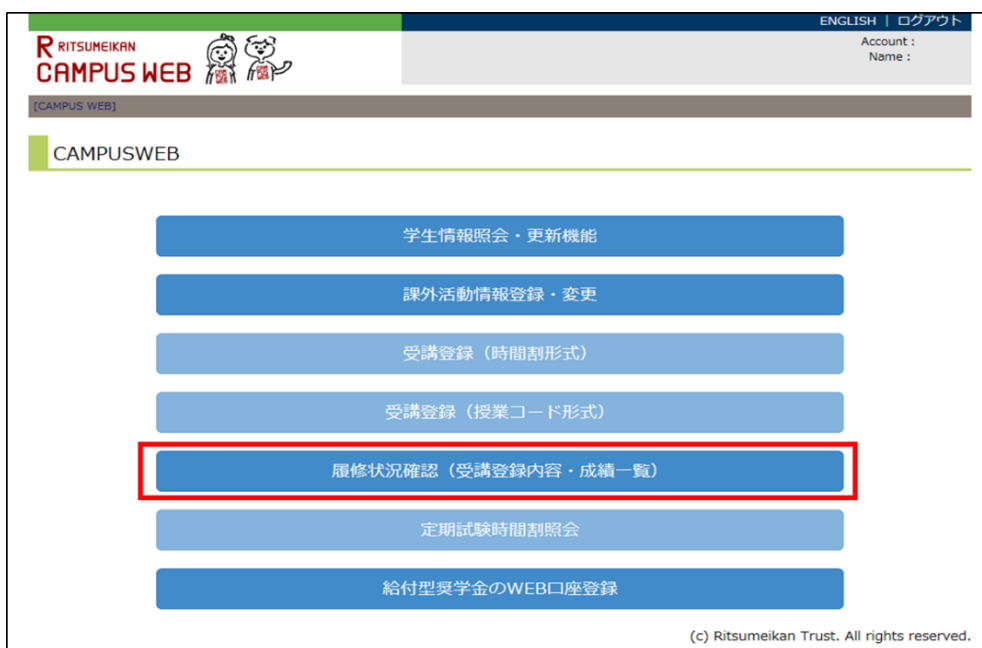 ENGLISH | ログアウト
R RITSUMEIKAN
CAMPUS WEB
Account :
Name :
[CAMPUS WEB]
CAMPUSWEB
学生情報照会・更新機能
課外活動情報登録・変更
受講登録（時間割形式）
受講登録（授業コード形式）
履修状況確認（受講登録内容・成績一覧）
定期試験時間割照会
給付型奨学金のWEB口座登録
(c) Ritsumeikan Trust. All rights reserved.